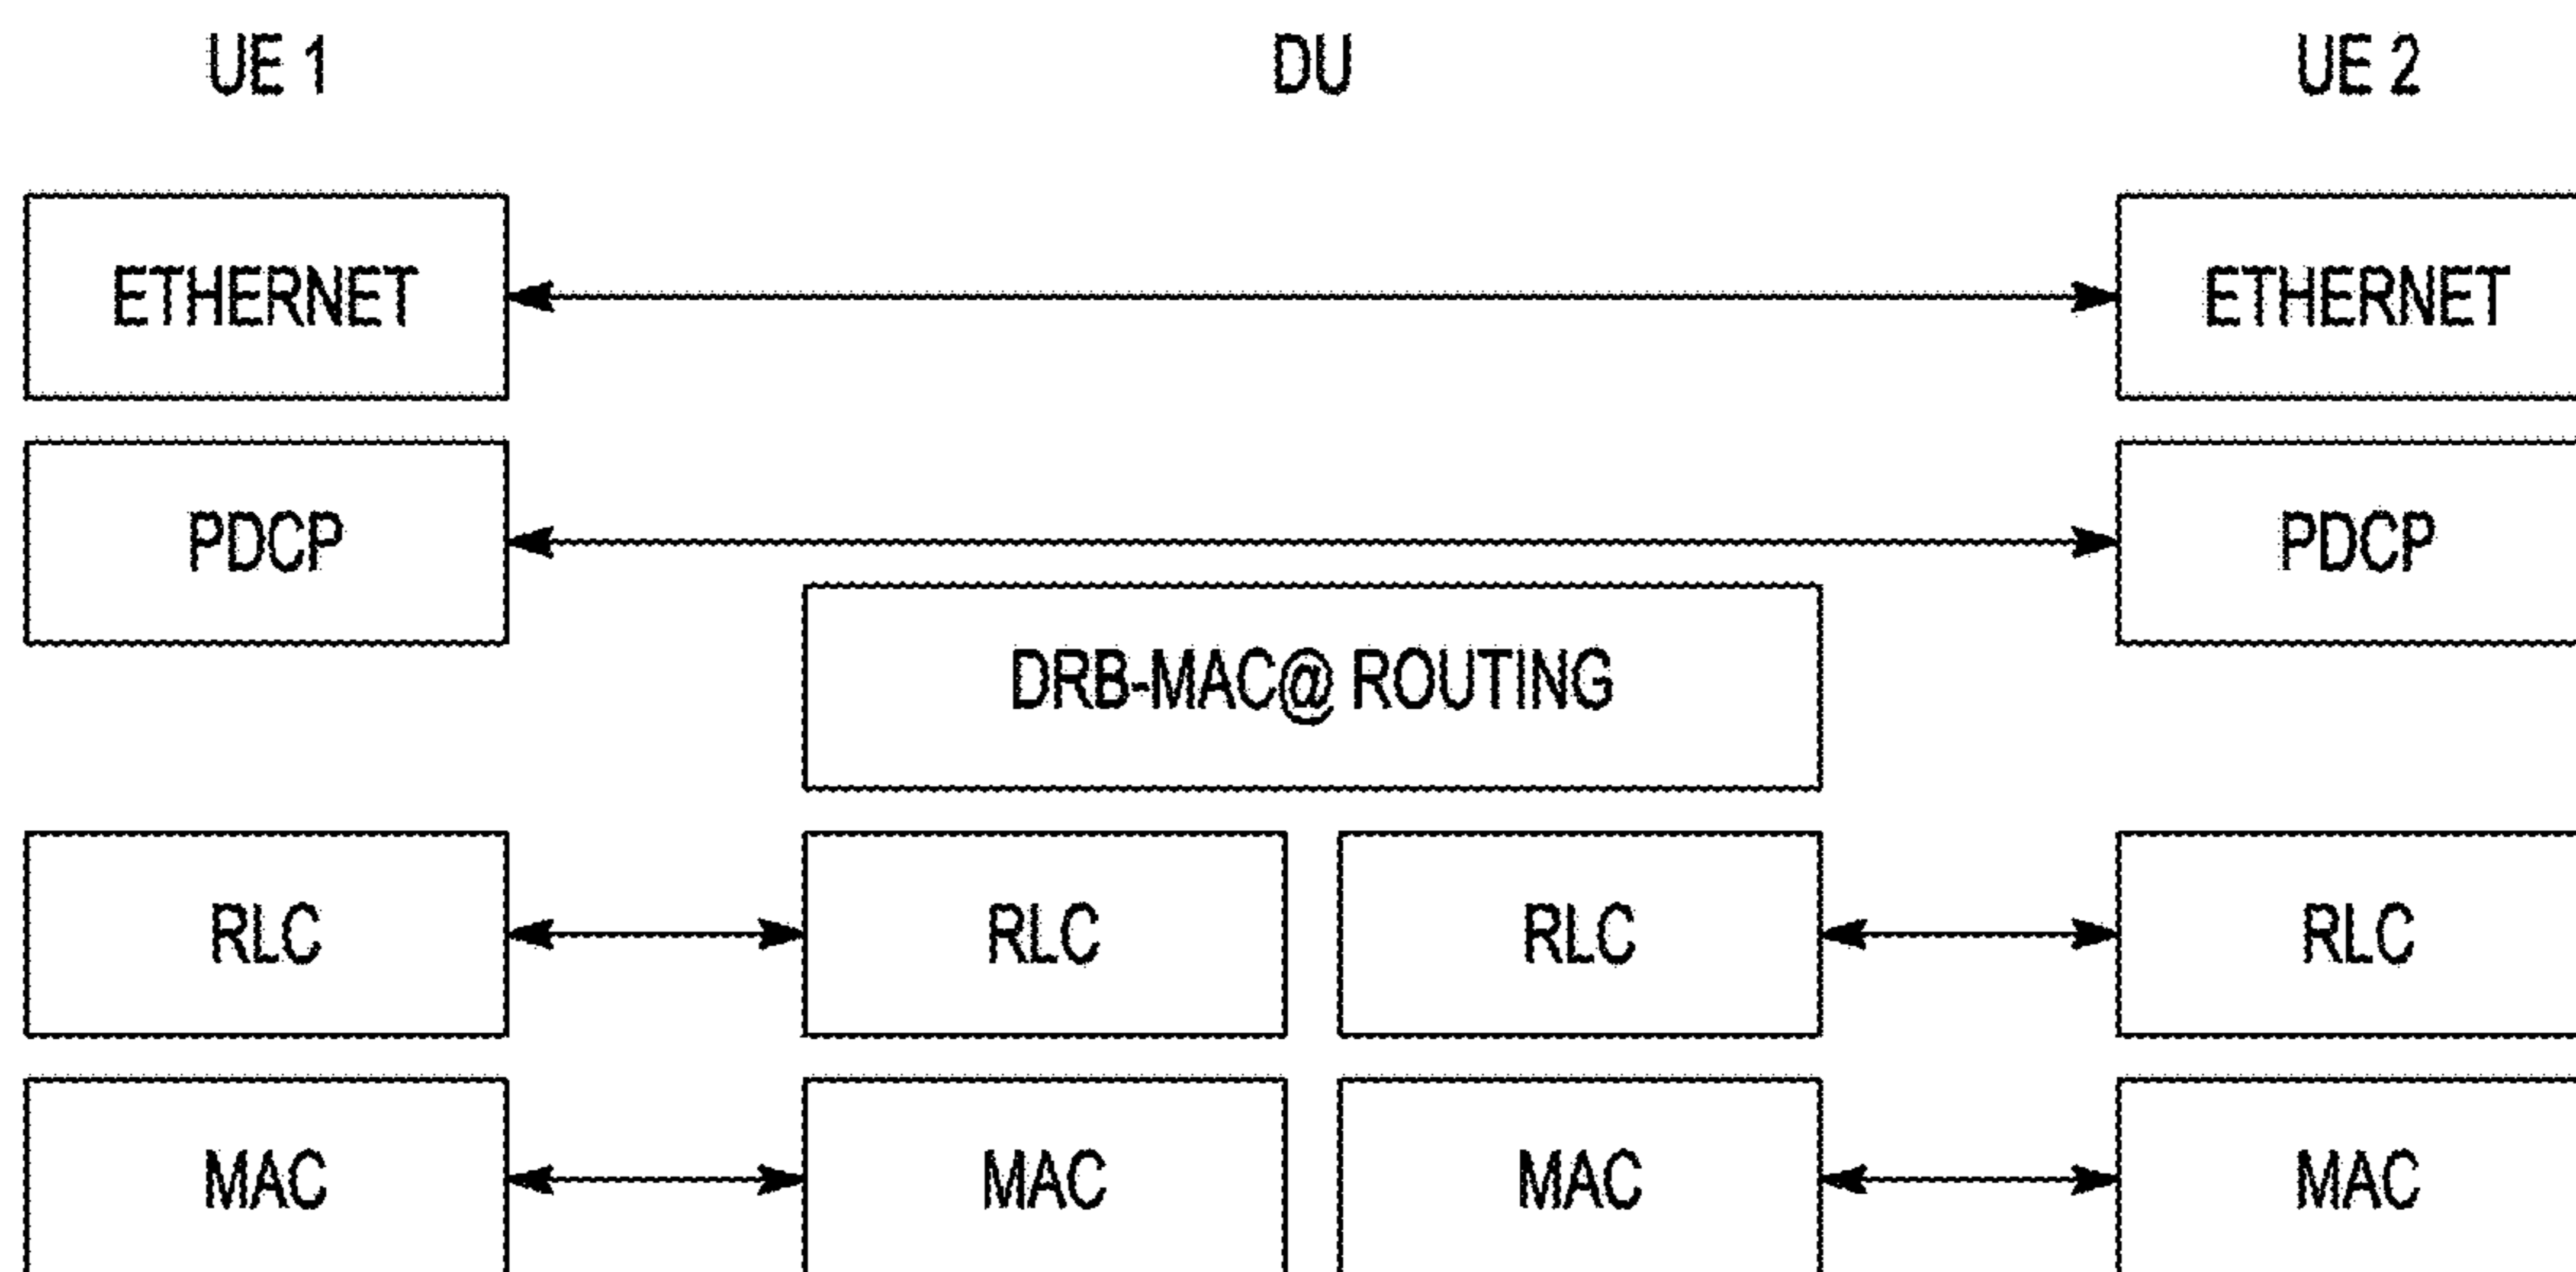 UE 1 DU UE 2
ETHERNET ETHERNET
PDCP PDCP
DRB-MAC@ ROUTING
RLC RLC RLC RLC
MAC MAC MAC MAC